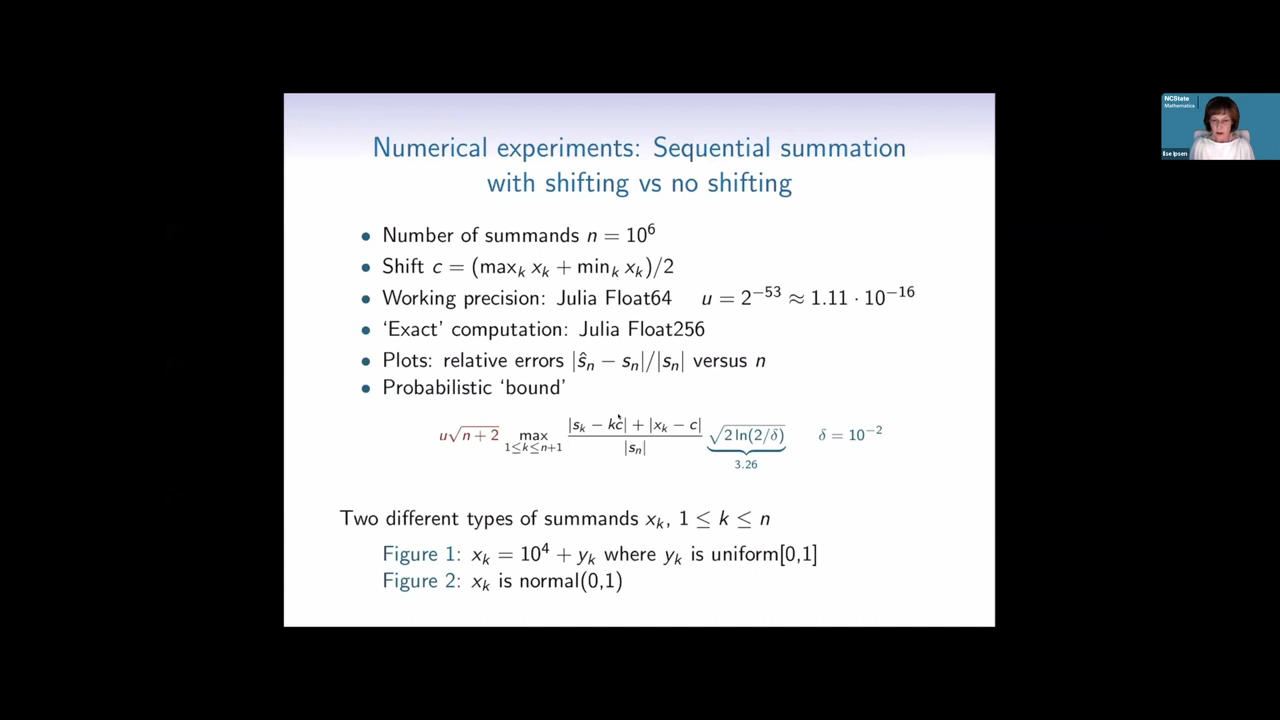 Numerical experiments: Sequential summation
with shifting vs no shifting
• Number of summands n = 10⁶
• Shift c = (maxₖ xₖ + minₖ xₖ)/2
• Working precision: Julia Float64 u = 2⁻⁵³ ≈ 1.11 · 10⁻¹⁶
• ‘Exact’ computation: Julia Float256
• Plots: relative errors |ŝₙ − sₙ|/|sₙ| versus n
• Probabilistic ‘bound’
u√(n + 2) max_{1≤k≤n+1} (|sₖ − kc| + |xₖ − c|)/|sₙ| √(2 ln(2/δ)) δ = 10⁻²
3.26
Two different types of summands xₖ, 1 ≤ k ≤ n
Figure 1: xₖ = 10⁴ + yₖ where yₖ is uniform[0,1]
Figure 2: xₖ is normal(0,1)
NCState
Mathematics
Ilse Ipsen